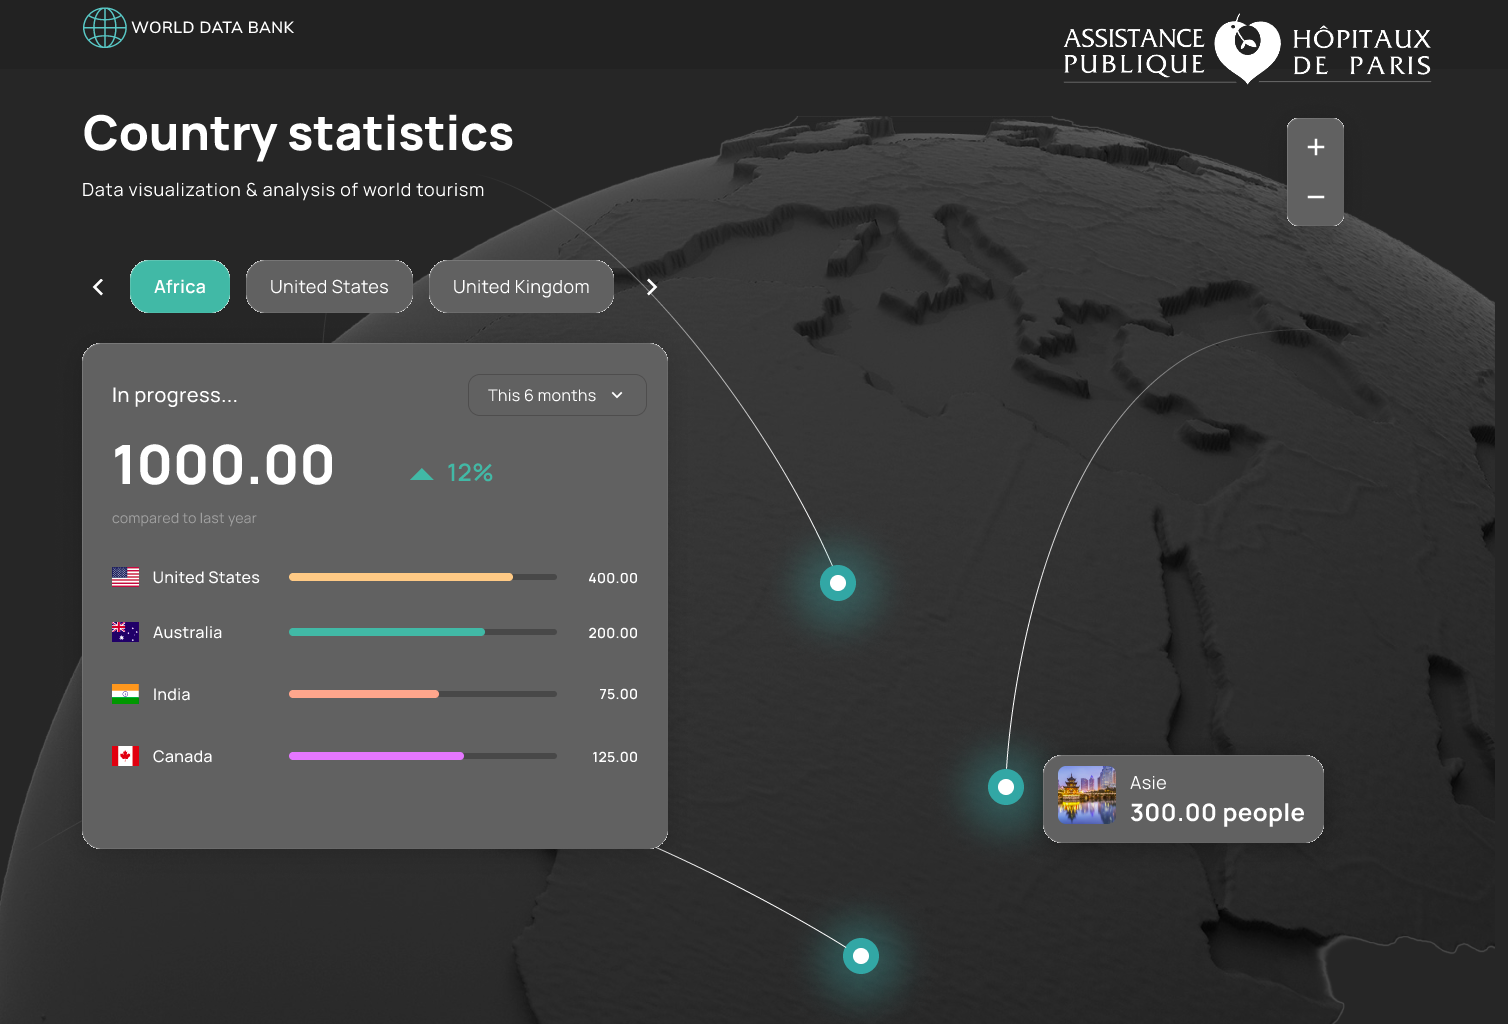 WORLD DATA BANK
ASSISTANCE HÔPITAUX
PUBLIQUE DE PARIS
Country statistics
Data visualization & analysis of world tourism
+
−
Africa
United States
United Kingdom
In progress...
This 6 months
1000.00
12%
compared to last year
United States 400.00
Australia 200.00
India 75.00
Canada 125.00
Asie
300.00 people